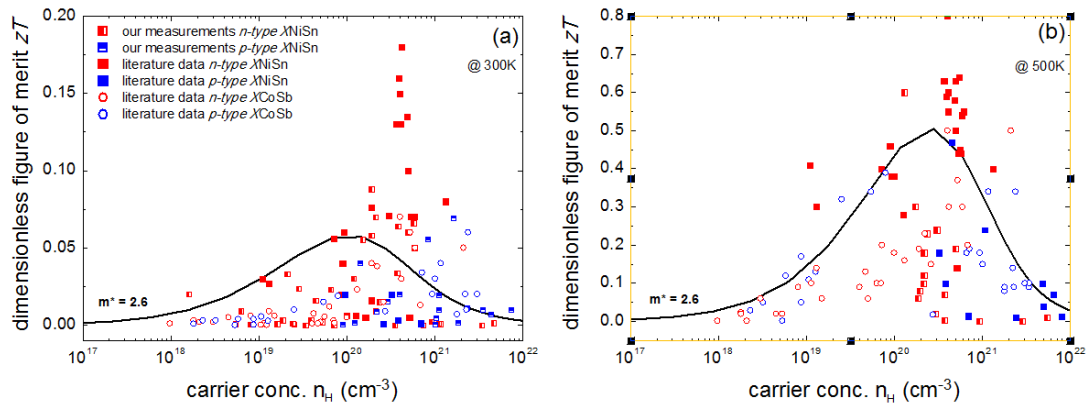 0.20
0.15
0.10
0.05
0.00
dimensionless figure of merit zT
(a)
@ 300K
our measurements n-type XNiSn
our measurements p-type XNiSn
literature data n-type XNiSn
literature data p-type XNiSn
literature data n-type XCoSb
literature data p-type XCoSb
m* = 2.6
10^17 10^18 10^19 10^20 10^21 10^22
carrier conc. n_H (cm^-3)
0.8
0.7
0.6
0.5
0.4
0.3
0.2
0.1
0.0
dimensionless figure of merit zT
(b)
@ 500K
m* = 2.6
10^17 10^18 10^19 10^20 10^21 10^22
carrier conc. n_H (cm^-3)